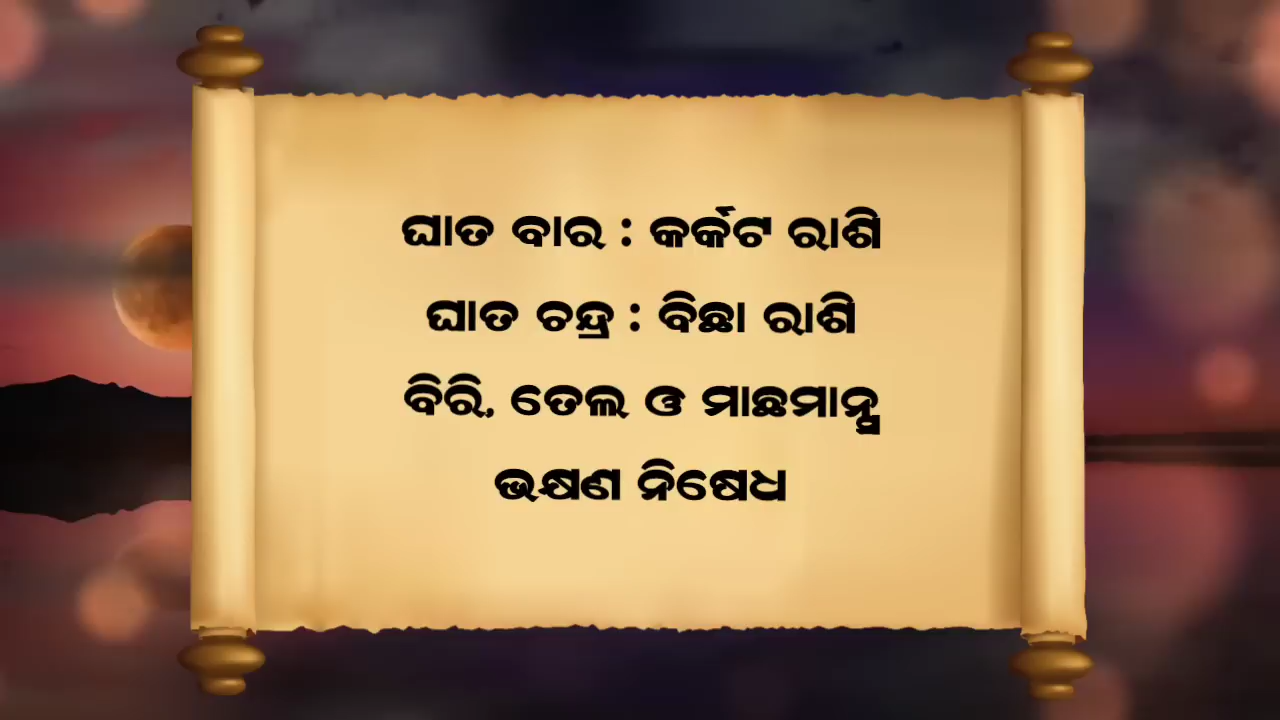 ଘାତ ବାର : କର୍କଟ ରାଶି
ଘାତ ଚନ୍ଦ୍ର : ବିଛା ରାଶି
ବିରି, ତେଲ ଓ ମାଛମାନ୍ସ
ଭକ୍ଷଣ ନିଷେଧ